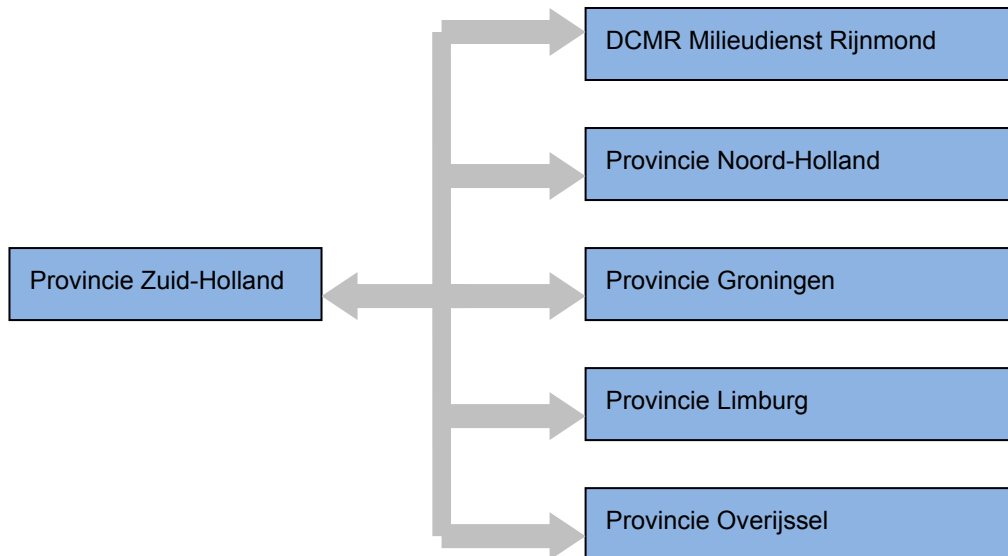 DCMR Milieudienst Rijnmond
Provincie Noord-Holland
Provincie Zuid-Holland
Provincie Groningen
Provincie Limburg
Provincie Overijssel